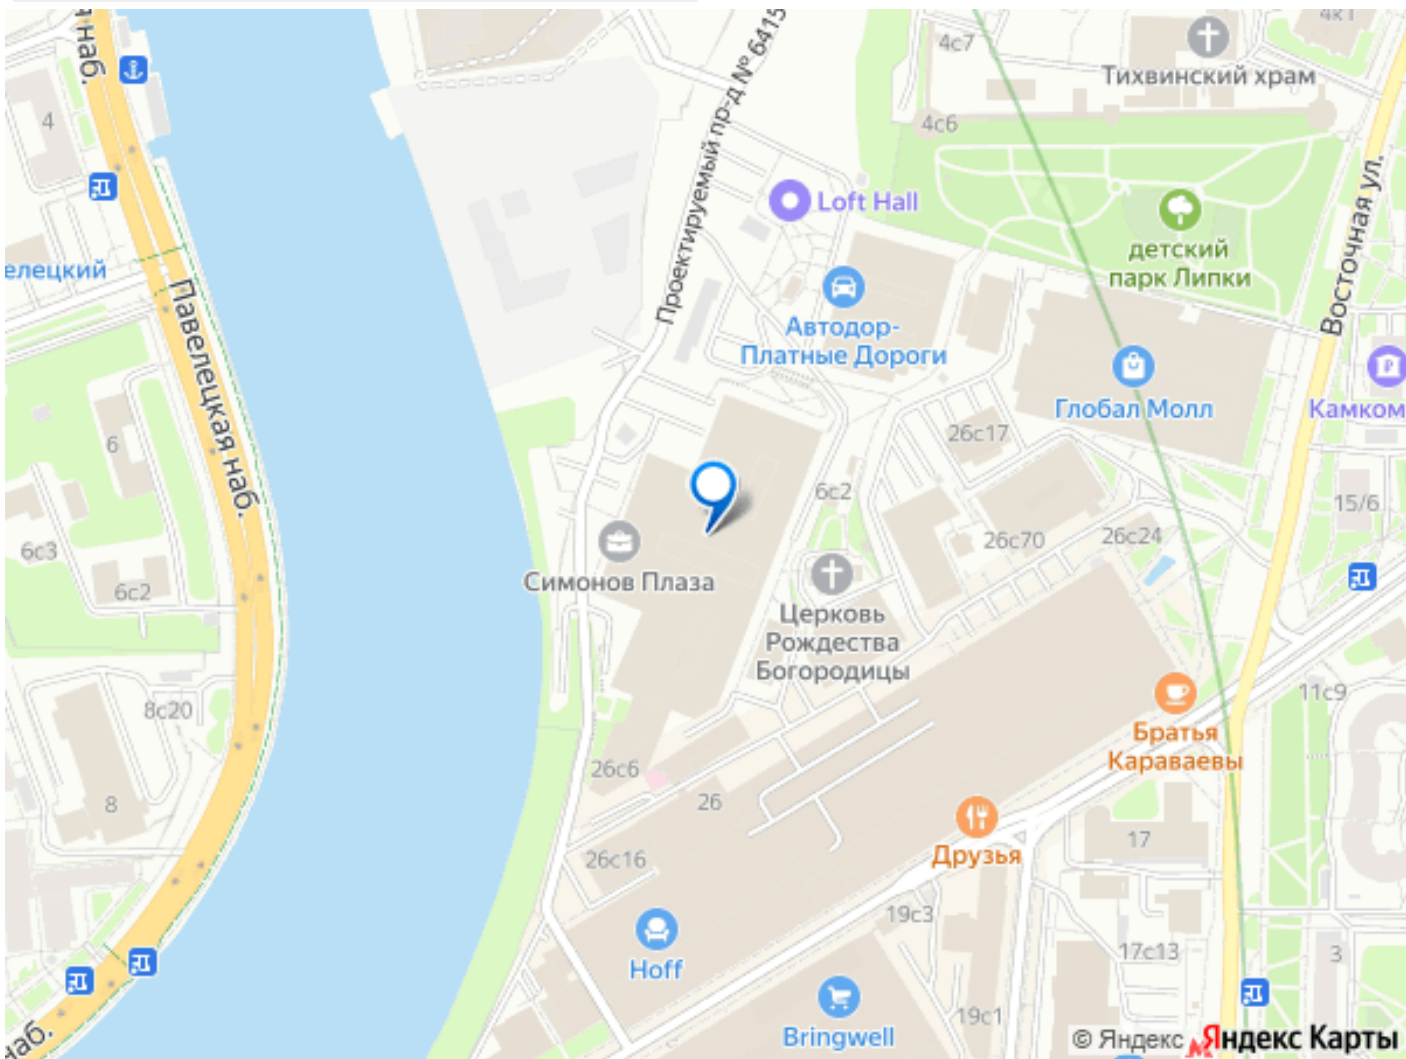 4с7
4к1
Тихвинский храм
а наб.
4
4с6
Проектируемый пр-д № 6415
Loft Hall
Восточная ул.
детский
парк Липки
елецкий
Павелецкая наб.
Автодор-
Платные Дороги
Глобал Молл
Камком
6
26с17
6с2
15/6
6с3
26с70
26с24
6с2
Симонов Плаза
Церковь
Рождества
Богородицы
8с20
11с9
Братья
Караваевы
26с6
8
26
17
Друзья
26с16
19с3
Hoff
17с13
3
19с1
Bringwell
наб.
© Яндекс
Яндекс Карты